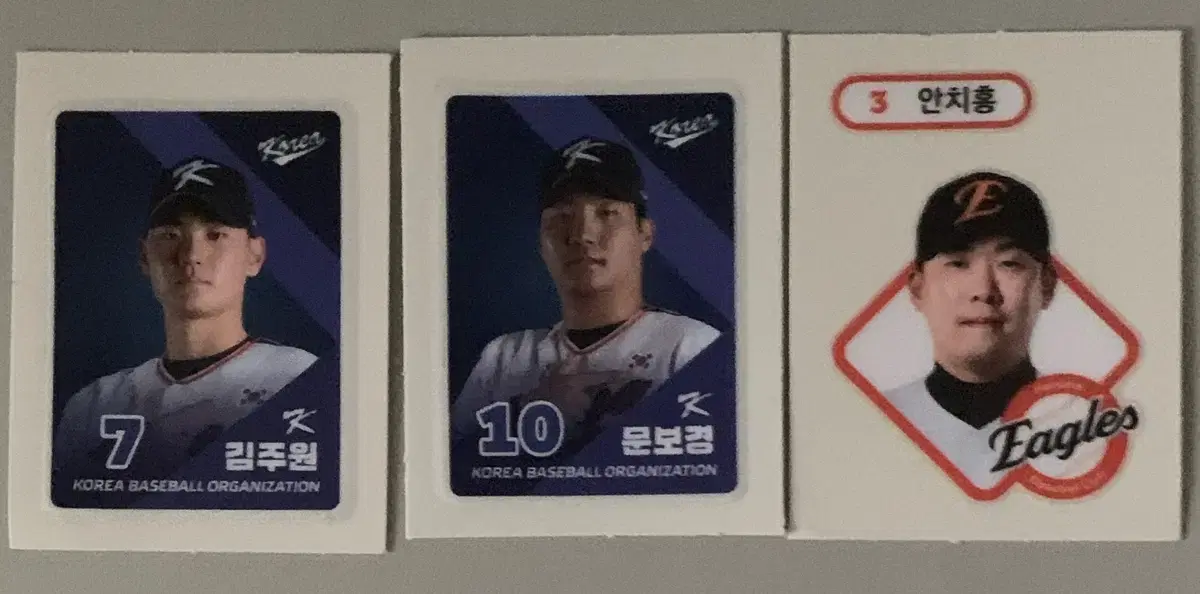 K
Korea
7
K
김주원
KOREA BASEBALL ORGANIZATION
K
Korea
10
K
문보경
KOREA BASEBALL ORGANIZATION
3 안치홍
E
Eagles